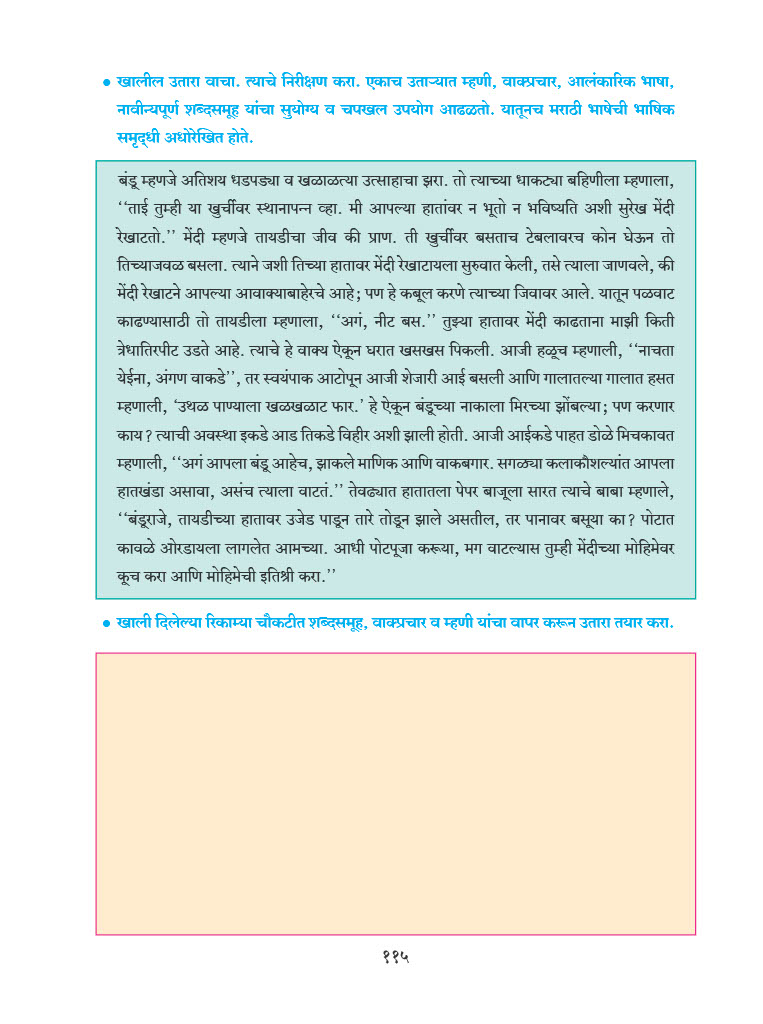 ● खालील उतारा वाचा. त्याचे निरीक्षण करा. एकाच उताऱ्यात म्हणी, वाक्प्रचार, आलंकारिक भाषा,
नावीन्यपूर्ण शब्दसमूह यांचा सुयोग्य व चपखल उपयोग आढळतो. यातूनच मराठी भाषेची भाषिक
समृद्धी अधोरेखित होते.
बंडू म्हणजे अतिशय धडपड्या व खळाळत्या उत्साहाचा झरा. तो त्याच्या धाकट्या बहिणीला म्हणाला,
‘‘ताई तुम्ही या खुर्चीवर स्थानापन्न व्हा. मी आपल्या हातांवर न भूतो न भविष्यति अशी सुरेख मेंदी
रेखाटतो.’’ मेंदी म्हणजे तायडीचा जीव की प्राण. ती खुर्चीवर बसताच टेबलावरच कोन घेऊन तो
तिच्याजवळ बसला. त्याने जशी तिच्या हातावर मेंदी रेखाटायला सुरुवात केली, तसे त्याला जाणवले, की
मेंदी रेखाटने आपल्या आवाक्याबाहेरचे आहे; पण हे कबूल करणे त्याच्या जिवावर आले. यातून पळवाट
काढण्यासाठी तो तायडीला म्हणाला, ‘‘अगं, नीट बस.’’ तुझ्या हातावर मेंदी काढताना माझी किती
त्रेधातिरपीट उडते आहे. त्याचे हे वाक्य ऐकून घरात खसखस पिकली. आजी हळूच म्हणाली, ‘‘नाचता
येईना, अंगण वाकडे’’, तर स्वयंपाक आटोपून आजी शेजारी आई बसली आणि गालातल्या गालात हसत
म्हणाली, ‘उथळ पाण्याला खळखळाट फार.’ हे ऐकून बंडूच्या नाकाला मिरच्या झोंबल्या; पण करणार
काय? त्याची अवस्था इकडे आड तिकडे विहीर अशी झाली होती. आजी आईकडे पाहत डोळे मिचकावत
म्हणाली, ‘‘अगं आपला बंडू आहेच, झाकले माणिक आणि वाकबगार. सगळ्या कलाकौशल्यांत आपला
हातखंडा असावा, असंच त्याला वाटतं.’’ तेवढ्यात हातातला पेपर बाजूला सारत त्याचे बाबा म्हणाले,
‘‘बंडूराजे, तायडीच्या हातावर उजेड पाडून तारे तोडून झाले असतील, तर पानावर बसूया का? पोटात
कावळे ओरडायला लागलेत आमच्या. आधी पोटपूजा करूया, मग वाटल्यास तुम्ही मेंदीच्या मोहिमेवर
कूच करा आणि मोहिमेची इतिश्री करा.’’
● खाली दिलेल्या रिकाम्या चौकटीत शब्दसमूह, वाक्प्रचार व म्हणी यांचा वापर करून उतारा तयार करा.
११५